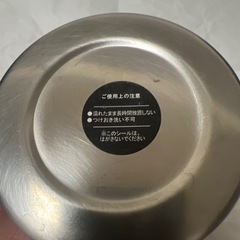 ご使用上の注意
●濡れたまま長時間放置しない
●つけおき洗い不可
※このシールは、
はがさないでください